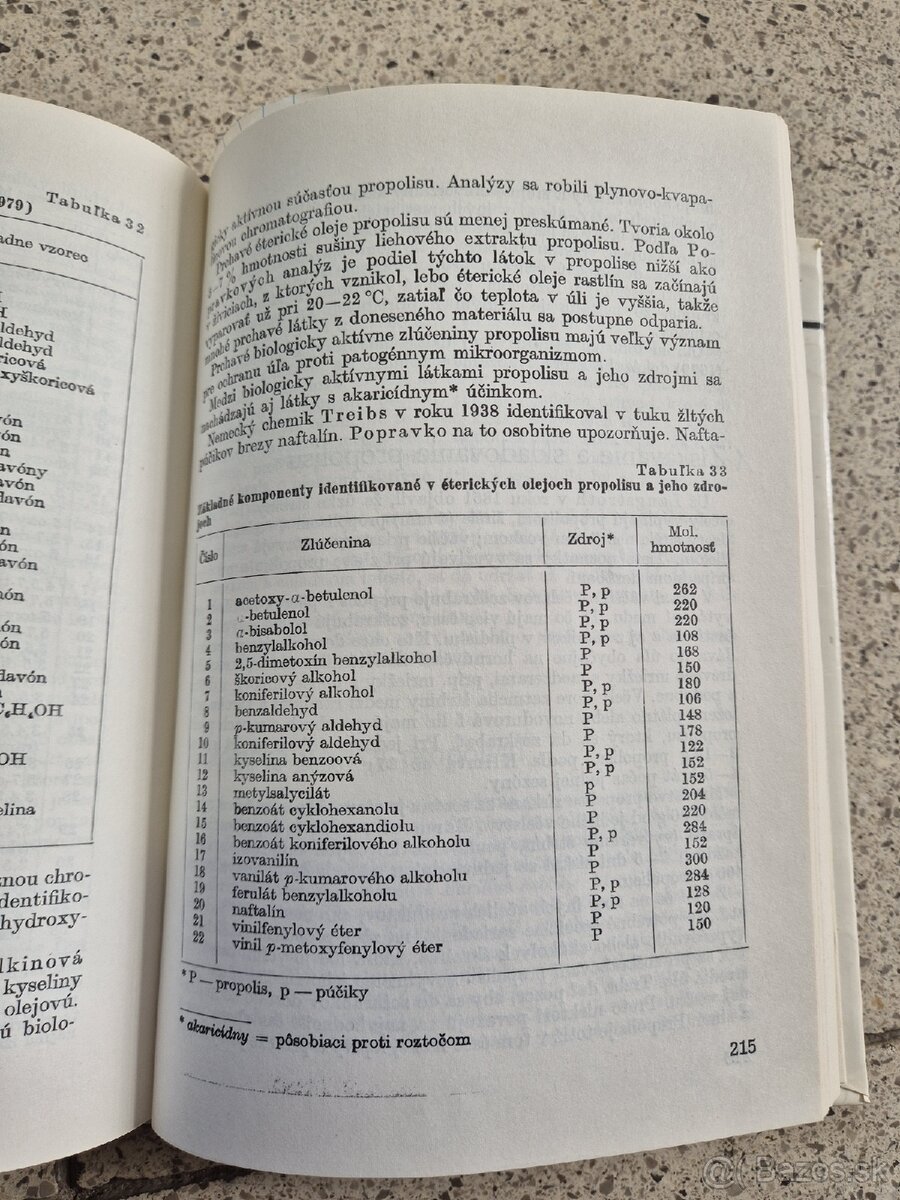 Tabuľka 32
979)
adne vzorec
aldehyd
aldehyd
ricová
xyškoricová
avón
ón
avóny
avón
ón
davón
C₆H₄OH
OH
elina
znou chro-
identifiko-
hydroxy-
lkinová
kyseliny
olejovú.
ú biolo-
gicky aktívnou súčasťou propolisu. Analýzy sa robili plynovo-kvapa-
linovou chromatografiou.
Prchavé éterické oleje propolisu sú menej preskúmané. Tvoria okolo
% hmotnosti sušiny liehového extraktu propolisu. Podľa Po-
pravkových analýz je podiel týchto látok v propolise nižší ako
v živiciach, z ktorých vznikol, lebo éterické oleje rastlín sa začínajú
vyparovať už pri 20—22 °C, zatiaľ čo teplota v úli je vyššia, takže
mnohé prchavé látky z doneseného materiálu sa postupne odparia.
Prchavé biologicky aktívne zlúčeniny propolisu majú veľký význam
pre ochranu úľa proti patogénnym mikroorganizmom.
Medzi biologicky aktívnymi látkami propolisu a jeho zdrojmi sa
nachádzajú aj látky s akaricídnym* účinkom.
Nemecký chemik Treibs v roku 1938 identifikoval v tuku žltých
púčikov brezy naftalín. Popravko na to osobitne upozorňuje. Nafta-
Tabuľka 33
Základné komponenty identifikované v éterických olejoch propolisu a jeho zdro-
joch
Číslo Zlúčenina Zdroj* Mol. hmotnosť
1 acetoxy-α-betulenol P, p 262
2 -betulenol P, p 220
3 α-bisabolol P, p 220
4 benzylalkohol P, p 108
5 2,5-dimetoxín benzylalkohol P 168
6 škoricový alkohol P 150
7 koniferilový alkohol P, p 180
8 benzaldehyd P, p 106
9 p-kumarový aldehyd P 148
10 koniferilový aldehyd P 178
11 kyselina benzoová P, p 122
12 kyselina anýzová P, p 152
13 metylsalycilát p 152
14 benzoát cyklohexanolu P 204
15 benzoát cyklohexandiolu P 220
16 benzoát koniferilového alkoholu P, p 284
17 izovanilín P 152
18 vanilát p-kumarového alkoholu P 300
19 ferulát benzylalkoholu P, p 284
20 naftalín P, p 128
21 vinilfenylový éter P 120
22 vinil p-metoxyfenylový éter P 150
*P — propolis, p — púčiky
* akaricídny = pôsobiaci proti roztočom
215
Bazos.sk